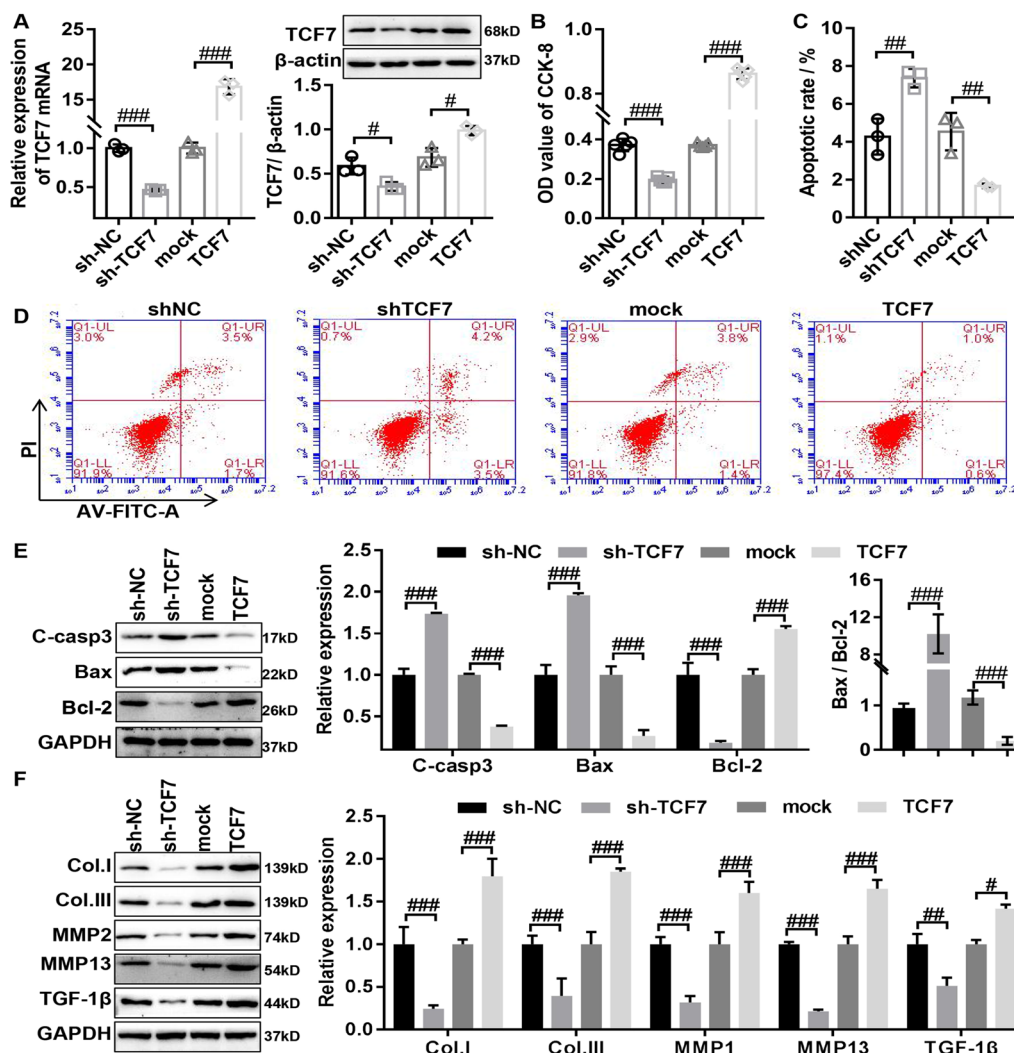 A
Relative expression
of TCF7 mRNA
25
20
15
1.0
0.5
###
###
sh-NC
sh-TCF7
mock
TCF7
TCF7
68kD
β-actin
37kD
TCF7/ β-actin
1.5
1.0
0.5
0.0
#
#
sh-NC
sh-TCF7
mock
TCF7
B
OD value of CCK-8
1.0
0.8
0.4
0.2
0.0
###
###
sh-NC
sh-TCF7
mock
TCF7
C
Apoptotic rate / %
10
8
6
4
2
0
##
##
shNC
shTCF7
mock
TCF7
D
shNC
shTCF7
mock
TCF7
Q1-UL
3.0%
Q1-UR
3.5%
Q1-LL
91.9%
Q1-LR
1.7%
Q1-UL
0.7%
Q1-UR
4.2%
Q1-LL
91.6%
Q1-LR
3.5%
Q1-UL
2.9%
Q1-UR
3.8%
Q1-LL
91.8%
Q1-LR
1.4%
Q1-UL
1.1%
Q1-UR
1.0%
Q1-LL
97.4%
Q1-LR
0.6%
PI
AV-FITC-A
E
sh-NC
sh-TCF7
mock
TCF7
C-casp3
17kD
Bax
22kD
Bcl-2
26kD
GAPDH
37kD
Relative expression
2.5
2.0
1.5
1.0
0.5
sh-NC sh-TCF7 mock TCF7
### ### ### ### ### ###
C-casp3 Bax Bcl-2
Bax / Bcl-2
16
12
8
1
0
###
###
F
sh-NC
sh-TCF7
mock
TCF7
Col.I
139kD
Col.III
139kD
MMP2
74kD
MMP13
54kD
TGF-1β
44kD
GAPDH
37kD
Relative expression
2.5
2.0
1.5
1.0
0.5
0.0
sh-NC sh-TCF7 mock TCF7
### ### ### ### ### ### ### ### ## #
Col.I Col.III MMP1 MMP13 TGF-1β